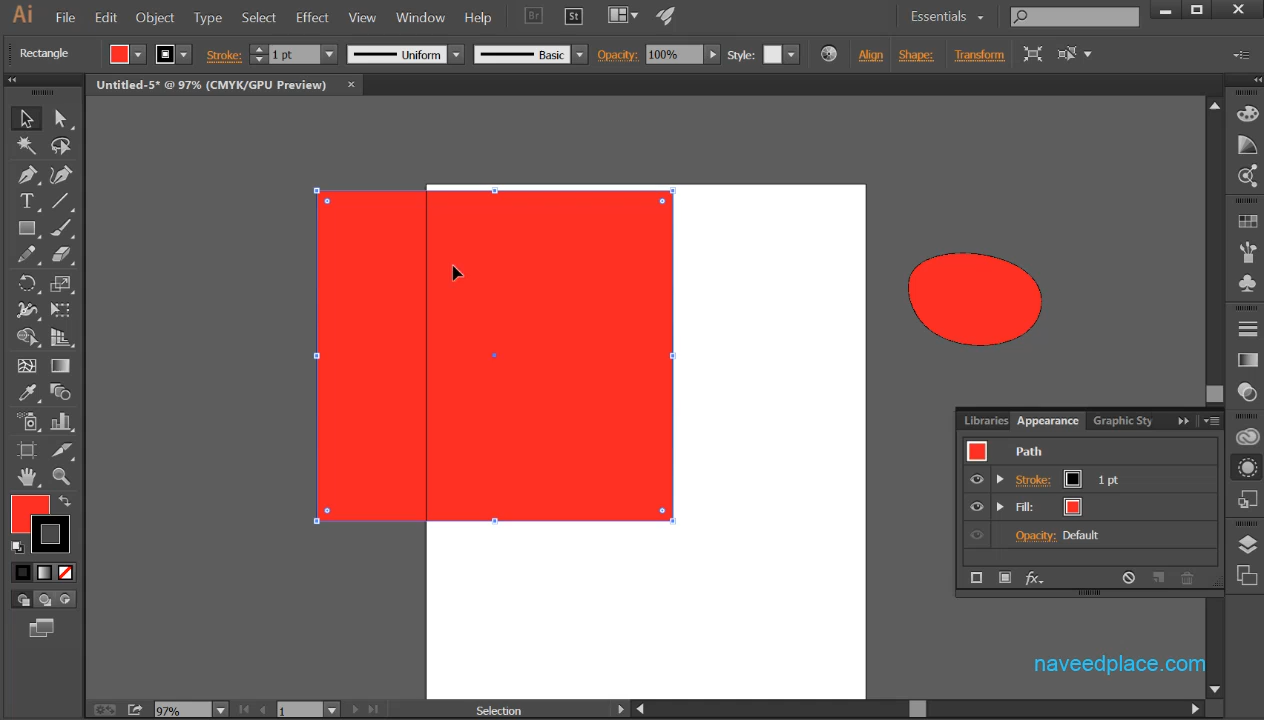 Ai File Edit Object Type Select Effect View Window Help Br St Essentials
Rectangle Stroke: 1 pt Uniform Basic Opacity: 100% Style: Align Shape: Transform
Untitled-5* @ 97% (CMYK/GPU Preview) ×
T
Libraries Appearance Graphic Sty
Path
Stroke: 1 pt
Fill:
Opacity: Default
fx
naveedplace.com
97% 1 Selection